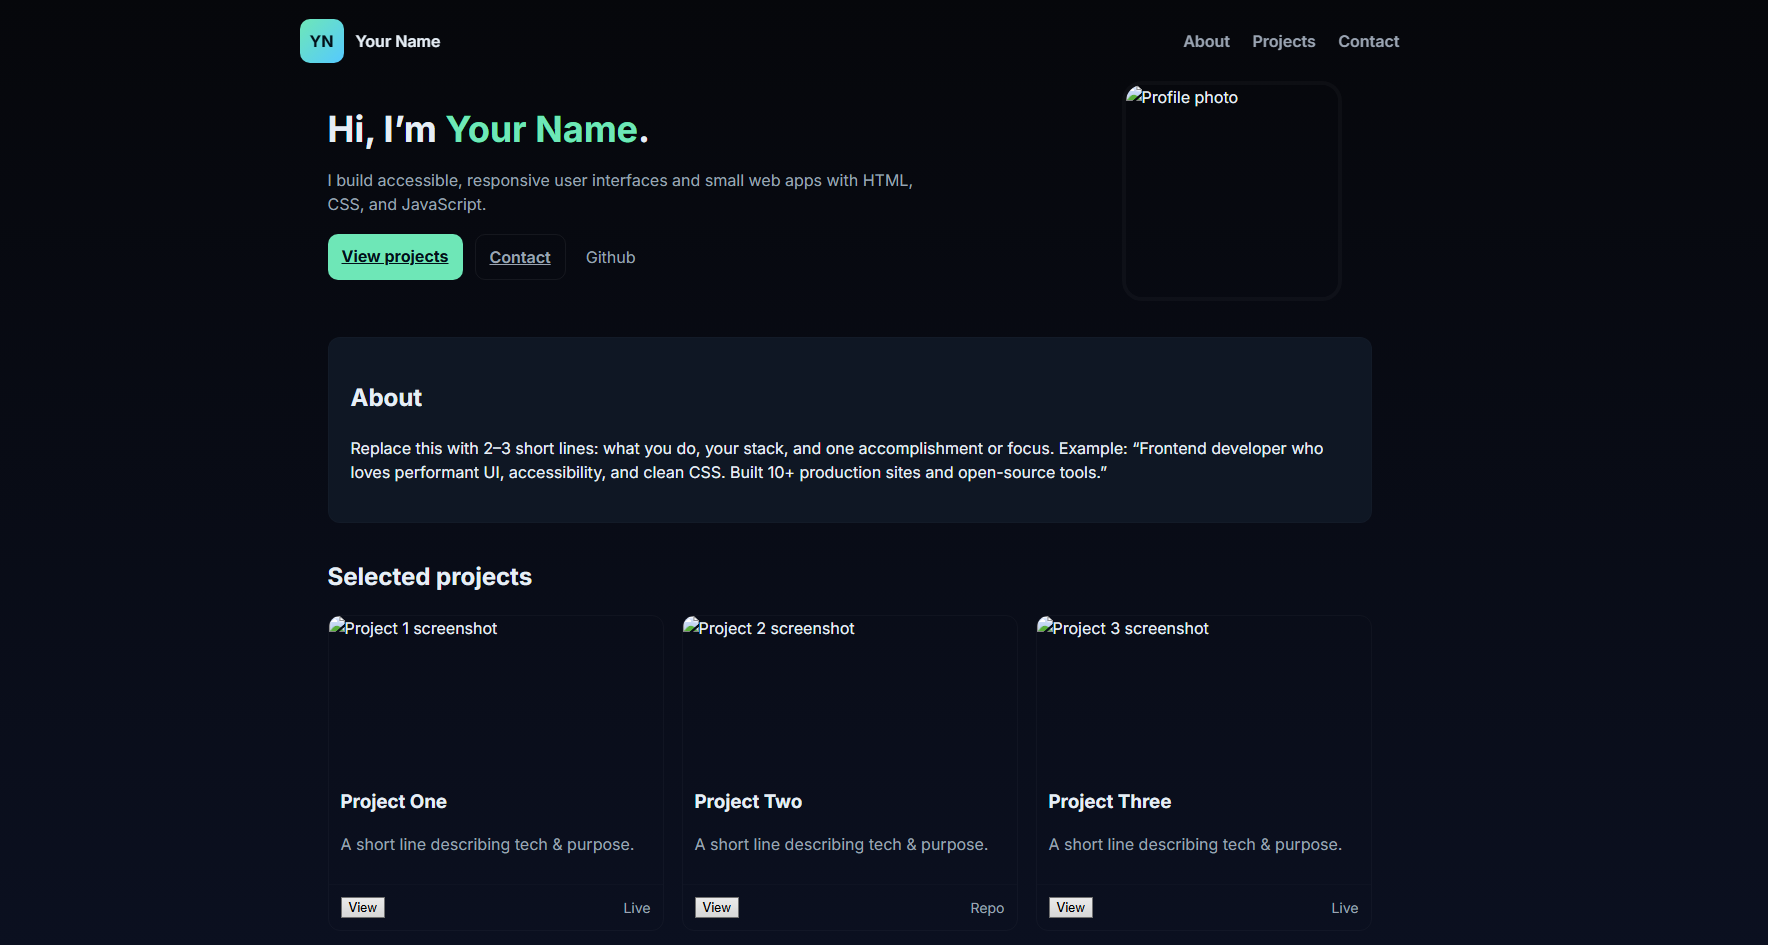 YN
Your Name
About
Projects
Contact
Hi, I’m Your Name.
Profile photo
I build accessible, responsive user interfaces and small web apps with HTML,
CSS, and JavaScript.
View projects
Contact
Github
About
Replace this with 2–3 short lines: what you do, your stack, and one accomplishment or focus. Example: “Frontend developer who
loves performant UI, accessibility, and clean CSS. Built 10+ production sites and open-source tools.”
Selected projects
Project 1 screenshot
Project One
A short line describing tech & purpose.
View
Live
Project 2 screenshot
Project Two
A short line describing tech & purpose.
View
Repo
Project 3 screenshot
Project Three
A short line describing tech & purpose.
View
Live